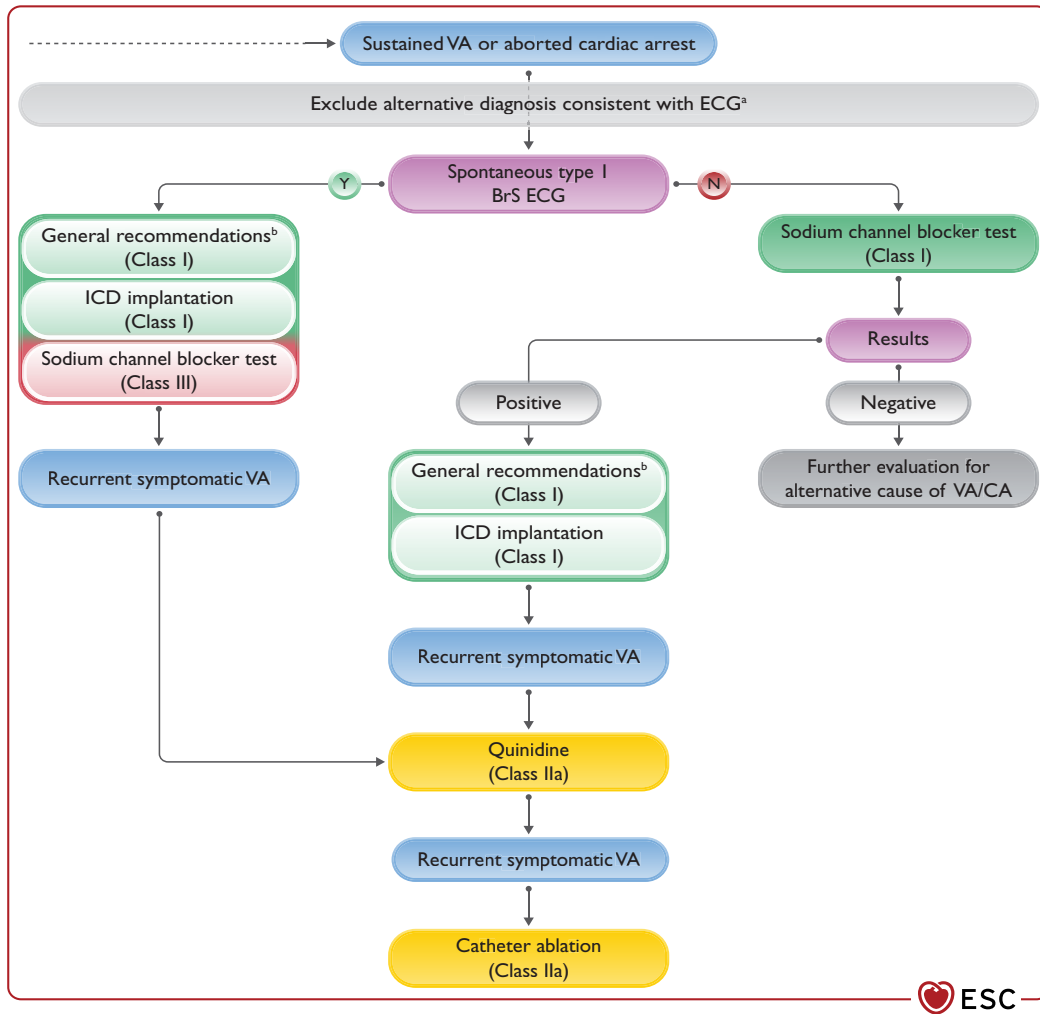 Sustained VA or aborted cardiac arrest
Exclude alternative diagnosis consistent with ECGᵃ
Spontaneous type 1
BrS ECG
Y
N
General recommendationsᵇ
(Class I)
ICD implantation
(Class I)
Sodium channel blocker test
(Class III)
Recurrent symptomatic VA
Sodium channel blocker test
(Class I)
Results
Positive
Negative
General recommendationsᵇ
(Class I)
ICD implantation
(Class I)
Further evaluation for
alternative cause of VA/CA
Recurrent symptomatic VA
Quinidine
(Class IIa)
Recurrent symptomatic VA
Catheter ablation
(Class IIa)
ESC